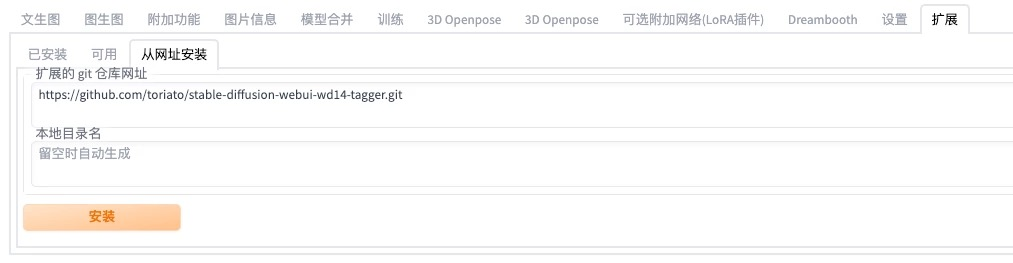 文生图 图生图 附加功能 图片信息 模型合并 训练 3D Openpose 3D Openpose 可选附加网络(LoRA插件) Dreambooth 设置 扩展
已安装 可用 从网址安装
扩展的 git 仓库网址
https://github.com/toriato/stable-diffusion-webui-wd14-tagger.git
本地目录名
留空时自动生成
安装